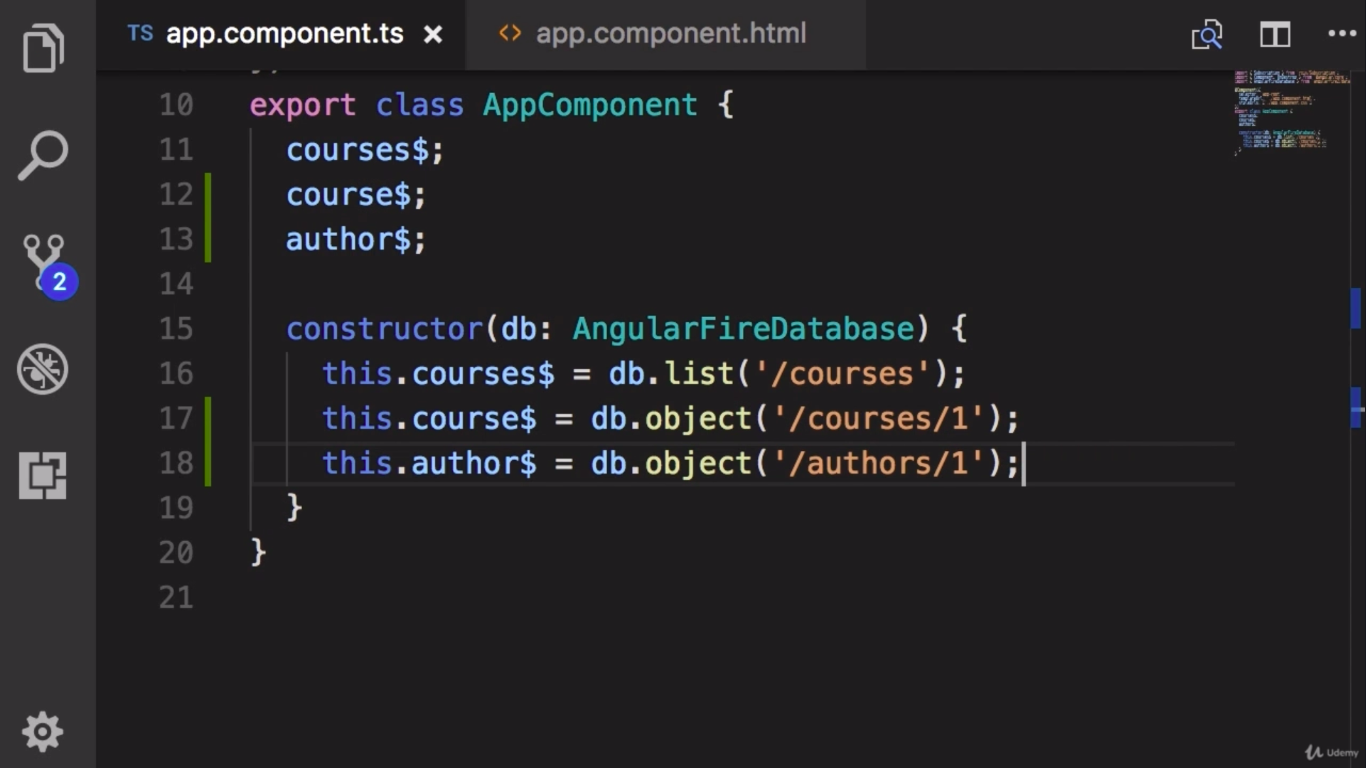 TS app.component.ts × <> app.component.html
10 export class AppComponent {
11 courses$;
12 course$;
13 author$;
14
15 constructor(db: AngularFireDatabase) {
16 this.courses$ = db.list('/courses');
17 this.course$ = db.object('/courses/1');
18 this.author$ = db.object('/authors/1');
19 }
20 }
21
2
Udemy